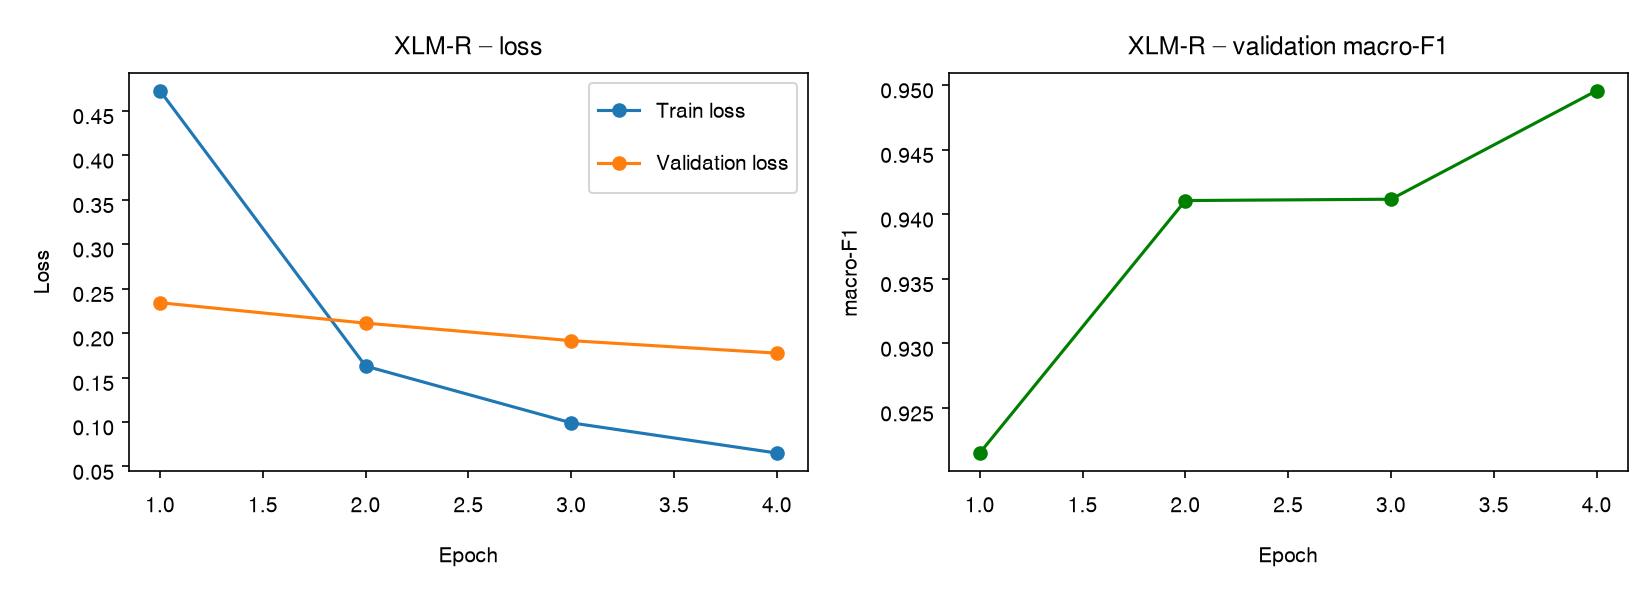 XLM-R – loss
0.45
0.40
0.35
0.30
0.25
0.20
0.15
0.10
0.05
Loss
Train loss
Validation loss
1.0 1.5 2.0 2.5 3.0 3.5 4.0
Epoch
XLM-R – validation macro-F1
0.950
0.945
0.940
0.935
0.930
0.925
macro-F1
1.0 1.5 2.0 2.5 3.0 3.5 4.0
Epoch